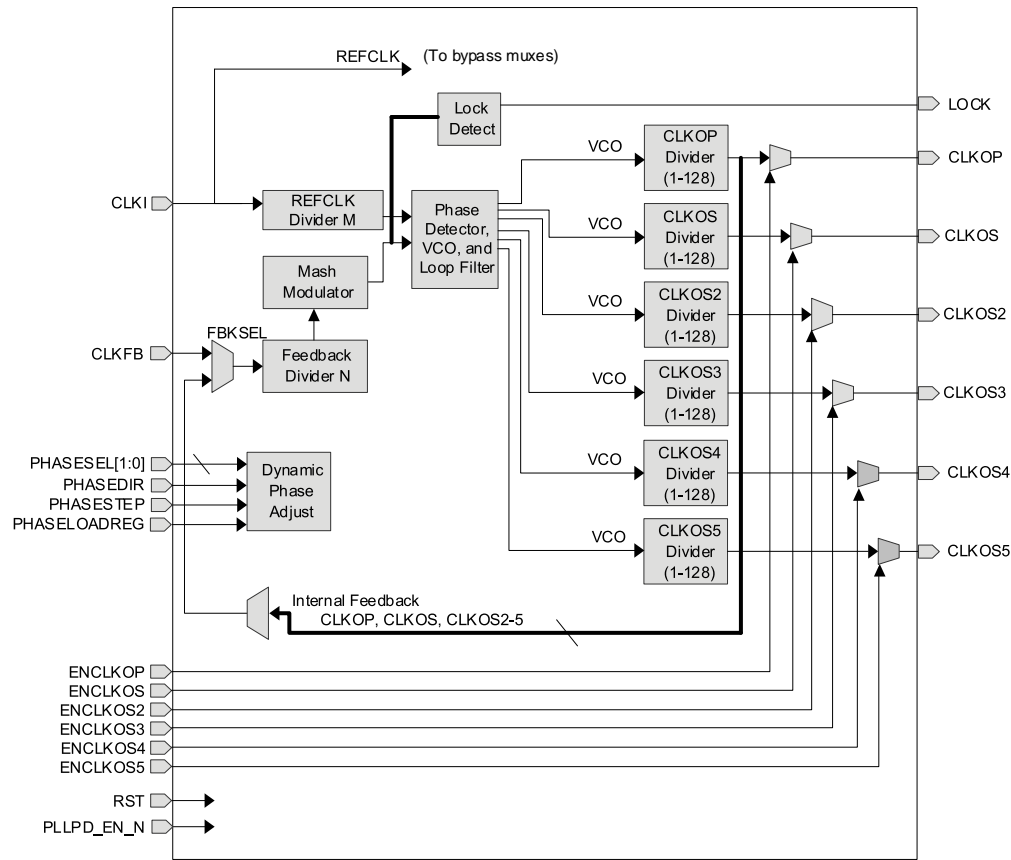 REFCLK (To bypass muxes)
Lock
Detect
LOCK
VCO
CLKOP
Divider
(1-128)
CLKOP
CLKI
REFCLK
Divider M
Phase
Detector,
VCO, and
Loop Filter
VCO
CLKOS
Divider
(1-128)
CLKOS
Mash
Modulator
VCO
CLKOS2
Divider
(1-128)
CLKOS2
FBKSEL
CLKFB
Feedback
Divider N
VCO
CLKOS3
Divider
(1-128)
CLKOS3
PHASESEL[1:0]
PHASEDIR
PHASESTEP
PHASELOADREG
Dynamic
Phase
Adjust
VCO
CLKOS4
Divider
(1-128)
CLKOS4
VCO
CLKOS5
Divider
(1-128)
CLKOS5
Internal Feedback
CLKOP, CLKOS, CLKOS2-5
ENCLKOP
ENCLKOS
ENCLKOS2
ENCLKOS3
ENCLKOS4
ENCLKOS5
RST
PLLPD_EN_N